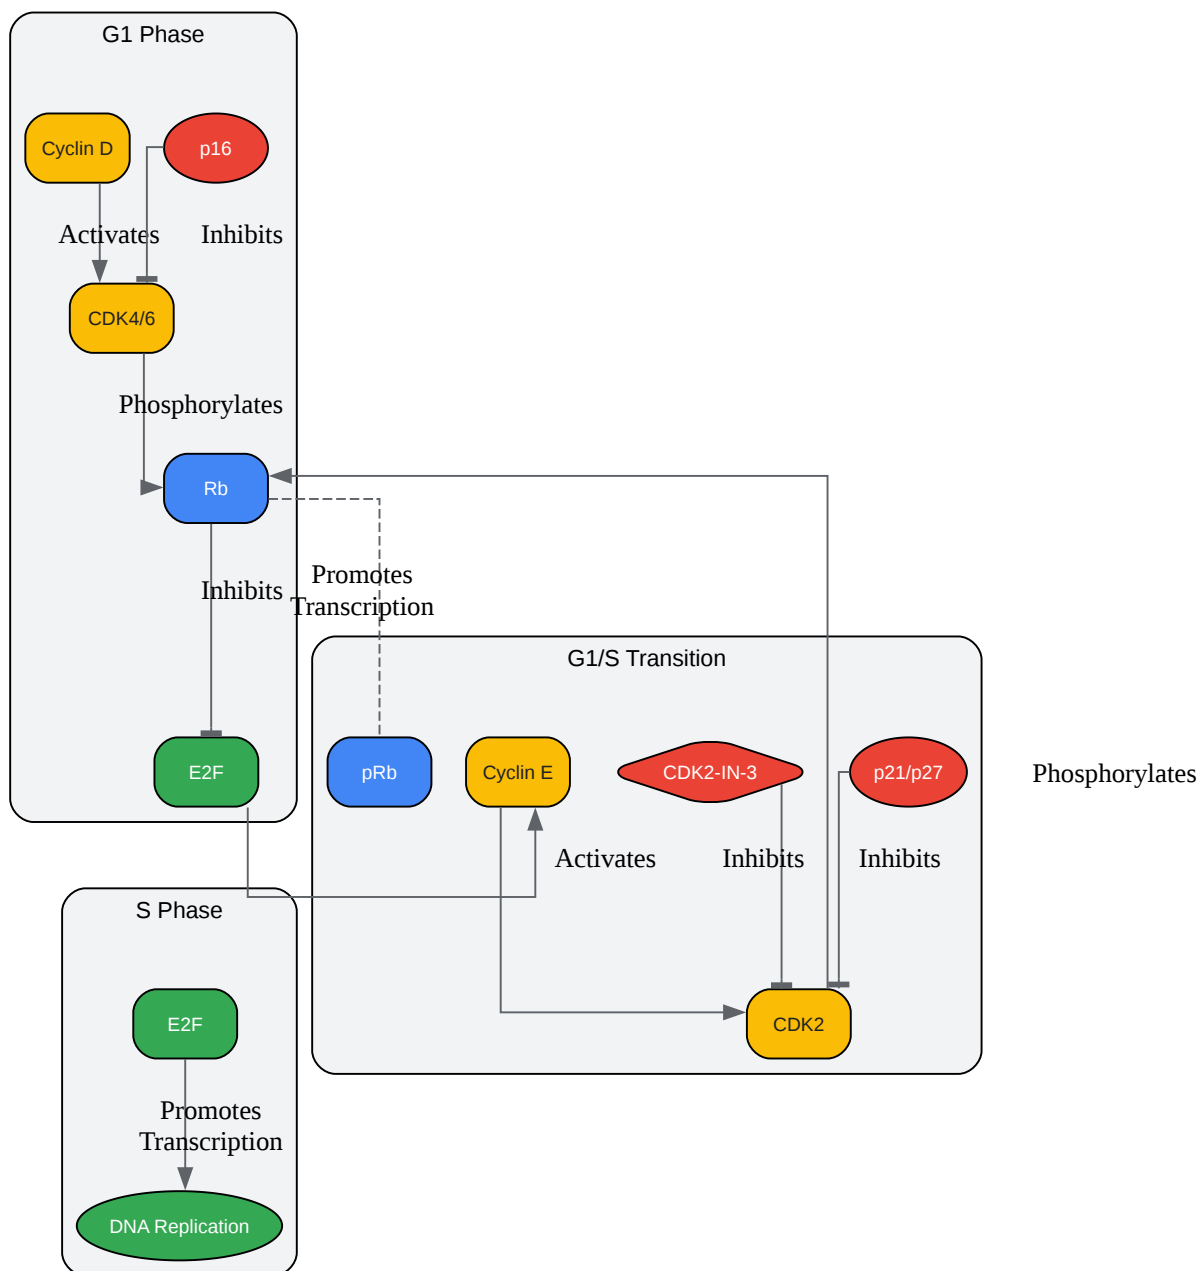 G1 Phase
Cyclin D
p16
Activates
Inhibits
CDK4/6
Phosphorylates
Rb
Inhibits
Promotes
Transcription
G1/S Transition
E2F
pRb
Cyclin E
CDK2-IN-3
p21/p27
Phosphorylates
Activates
Inhibits
Inhibits
S Phase
E2F
CDK2
Promotes
Transcription
DNA Replication